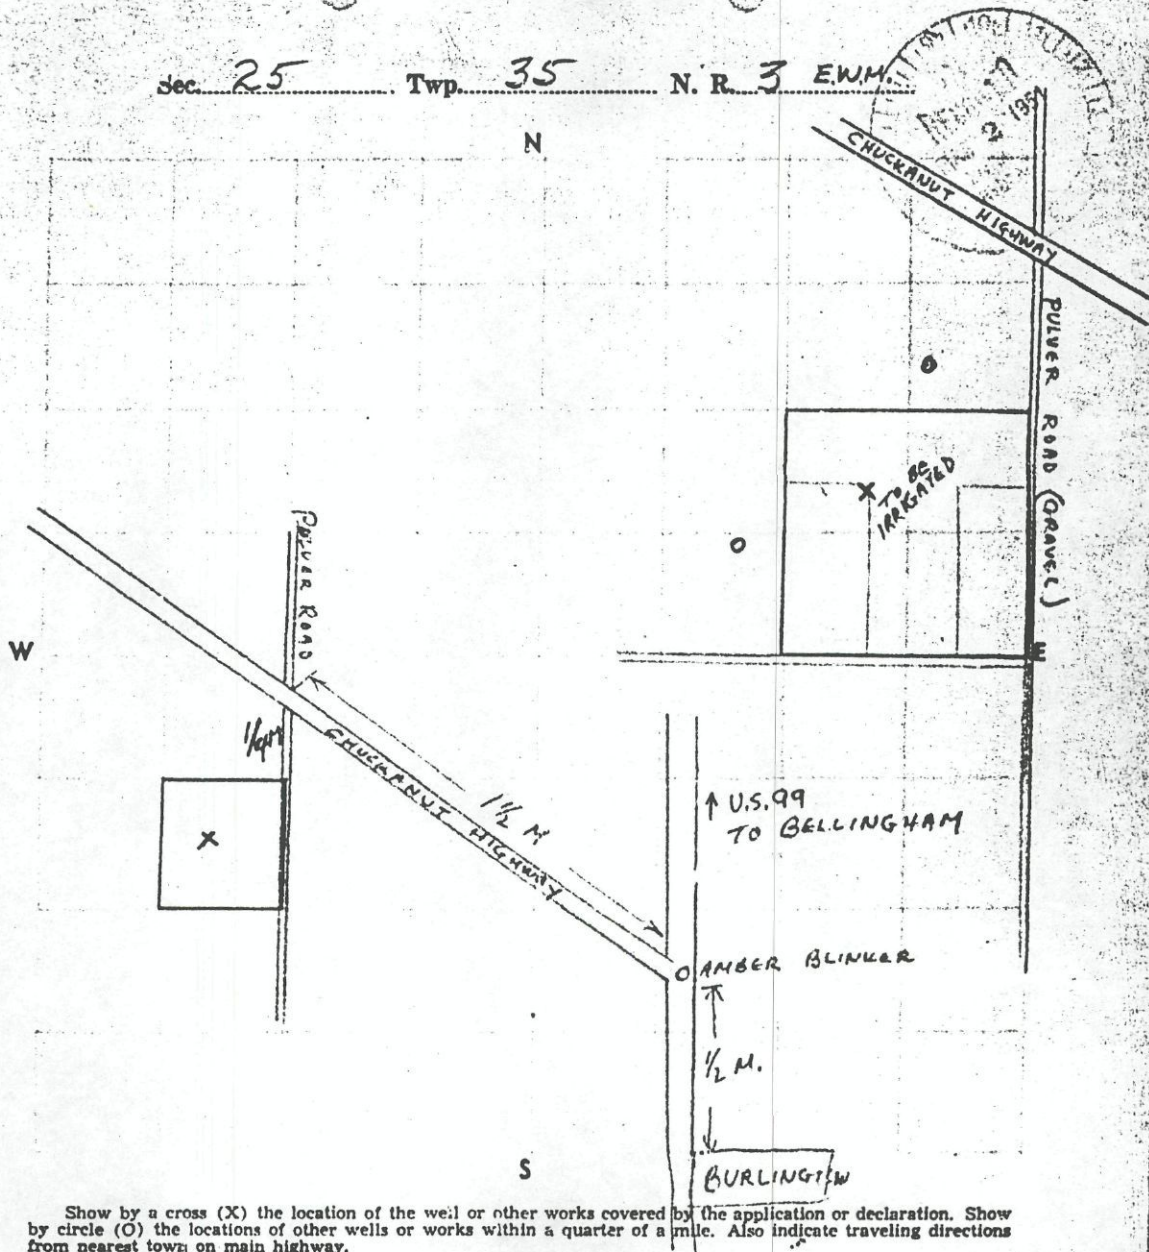 Sec. 25 Twp. 35 N. R. 3 E.W.M.
2 195
N
CHUCKANUT HIGHWAY
PULVER ROAD (GRAVEL)
TO BE
IRRIGATED
X
O
O
PULVER ROAD
W
E
CHUCKANUT HIGHWAY
1 1/2 M
X
↑ U.S. 99
TO BELLINGHAM
O AMBER BLINKER
1/2 M.
S
BURLINGTON
Show by a cross (X) the location of the well or other works covered by the application or declaration. Show
by circle (O) the locations of other wells or works within a quarter of a mile. Also indicate traveling directions
from nearest town on main highway.